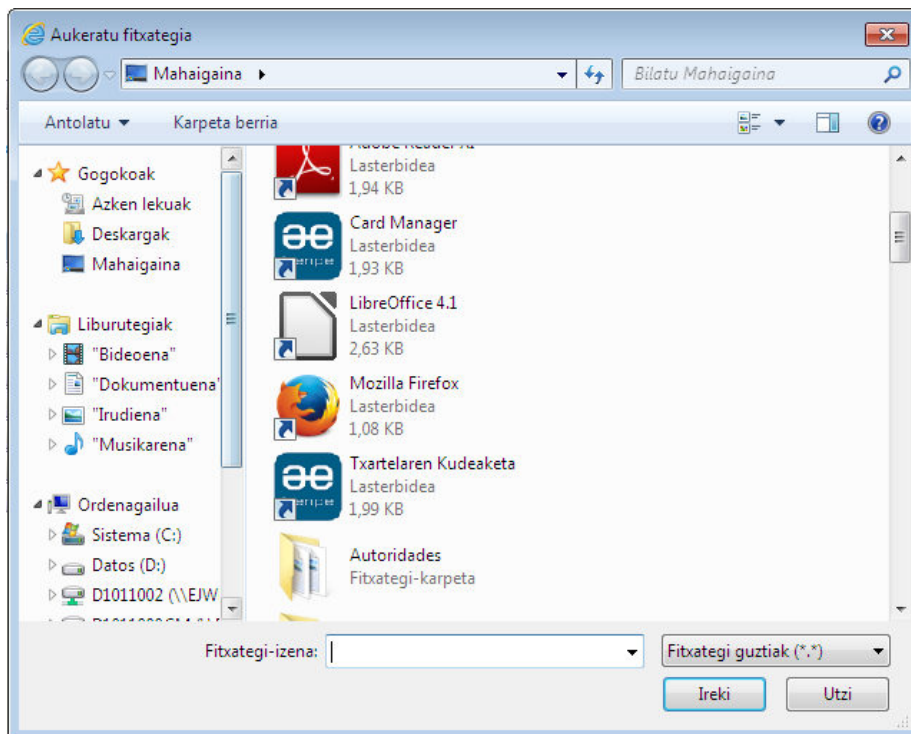 Aukeratu fitxategia
Mahaigaina
Bilatu Mahaigaina
Antolatu
Karpeta berria
Gogokoak
Azken lekuak
Deskargak
Mahaigaina
Liburutegiak
"Bideoena"
"Dokumentuena"
"Irudiena"
"Musikarena"
Ordenagailua
Sistema (C:)
Datos (D:)
D1011002 (\\EJW
Adobe Reader XI
Lasterbidea
1,94 KB
Card Manager
Lasterbidea
1,93 KB
LibreOffice 4.1
Lasterbidea
2,63 KB
Mozilla Firefox
Lasterbidea
1,08 KB
Txartelaren Kudeaketa
Lasterbidea
1,99 KB
Autoridades
Fitxategi-karpeta
Fitxategi-izena:
Fitxategi guztiak (*.*)
Ireki
Utzi